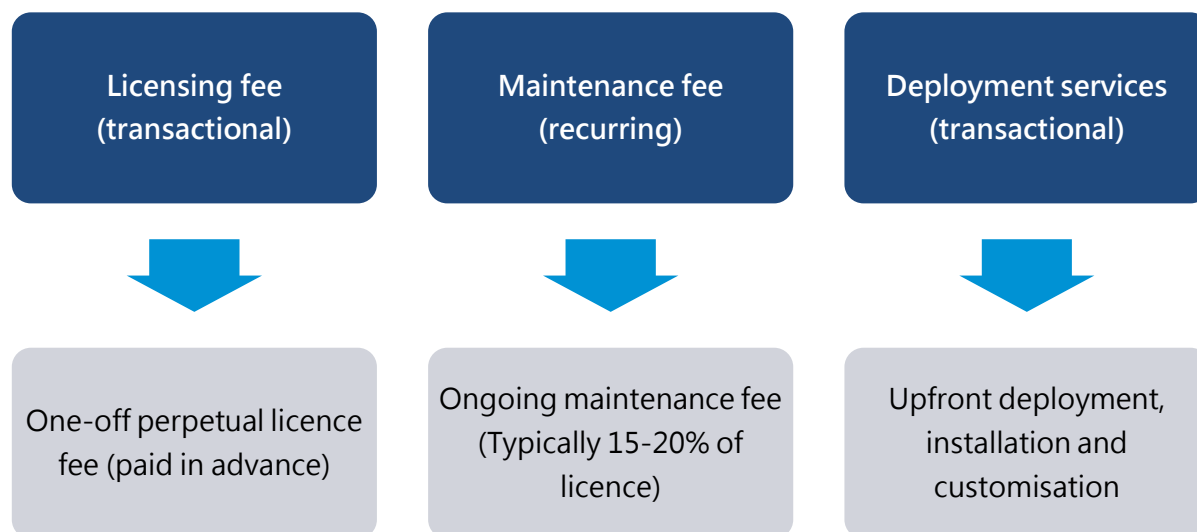 Licensing fee
(transactional)
Maintenance fee
(recurring)
Deployment services
(transactional)
One-off perpetual licence
fee (paid in advance)
Ongoing maintenance fee
(Typically 15-20% of
licence)
Upfront deployment,
installation and
customisation